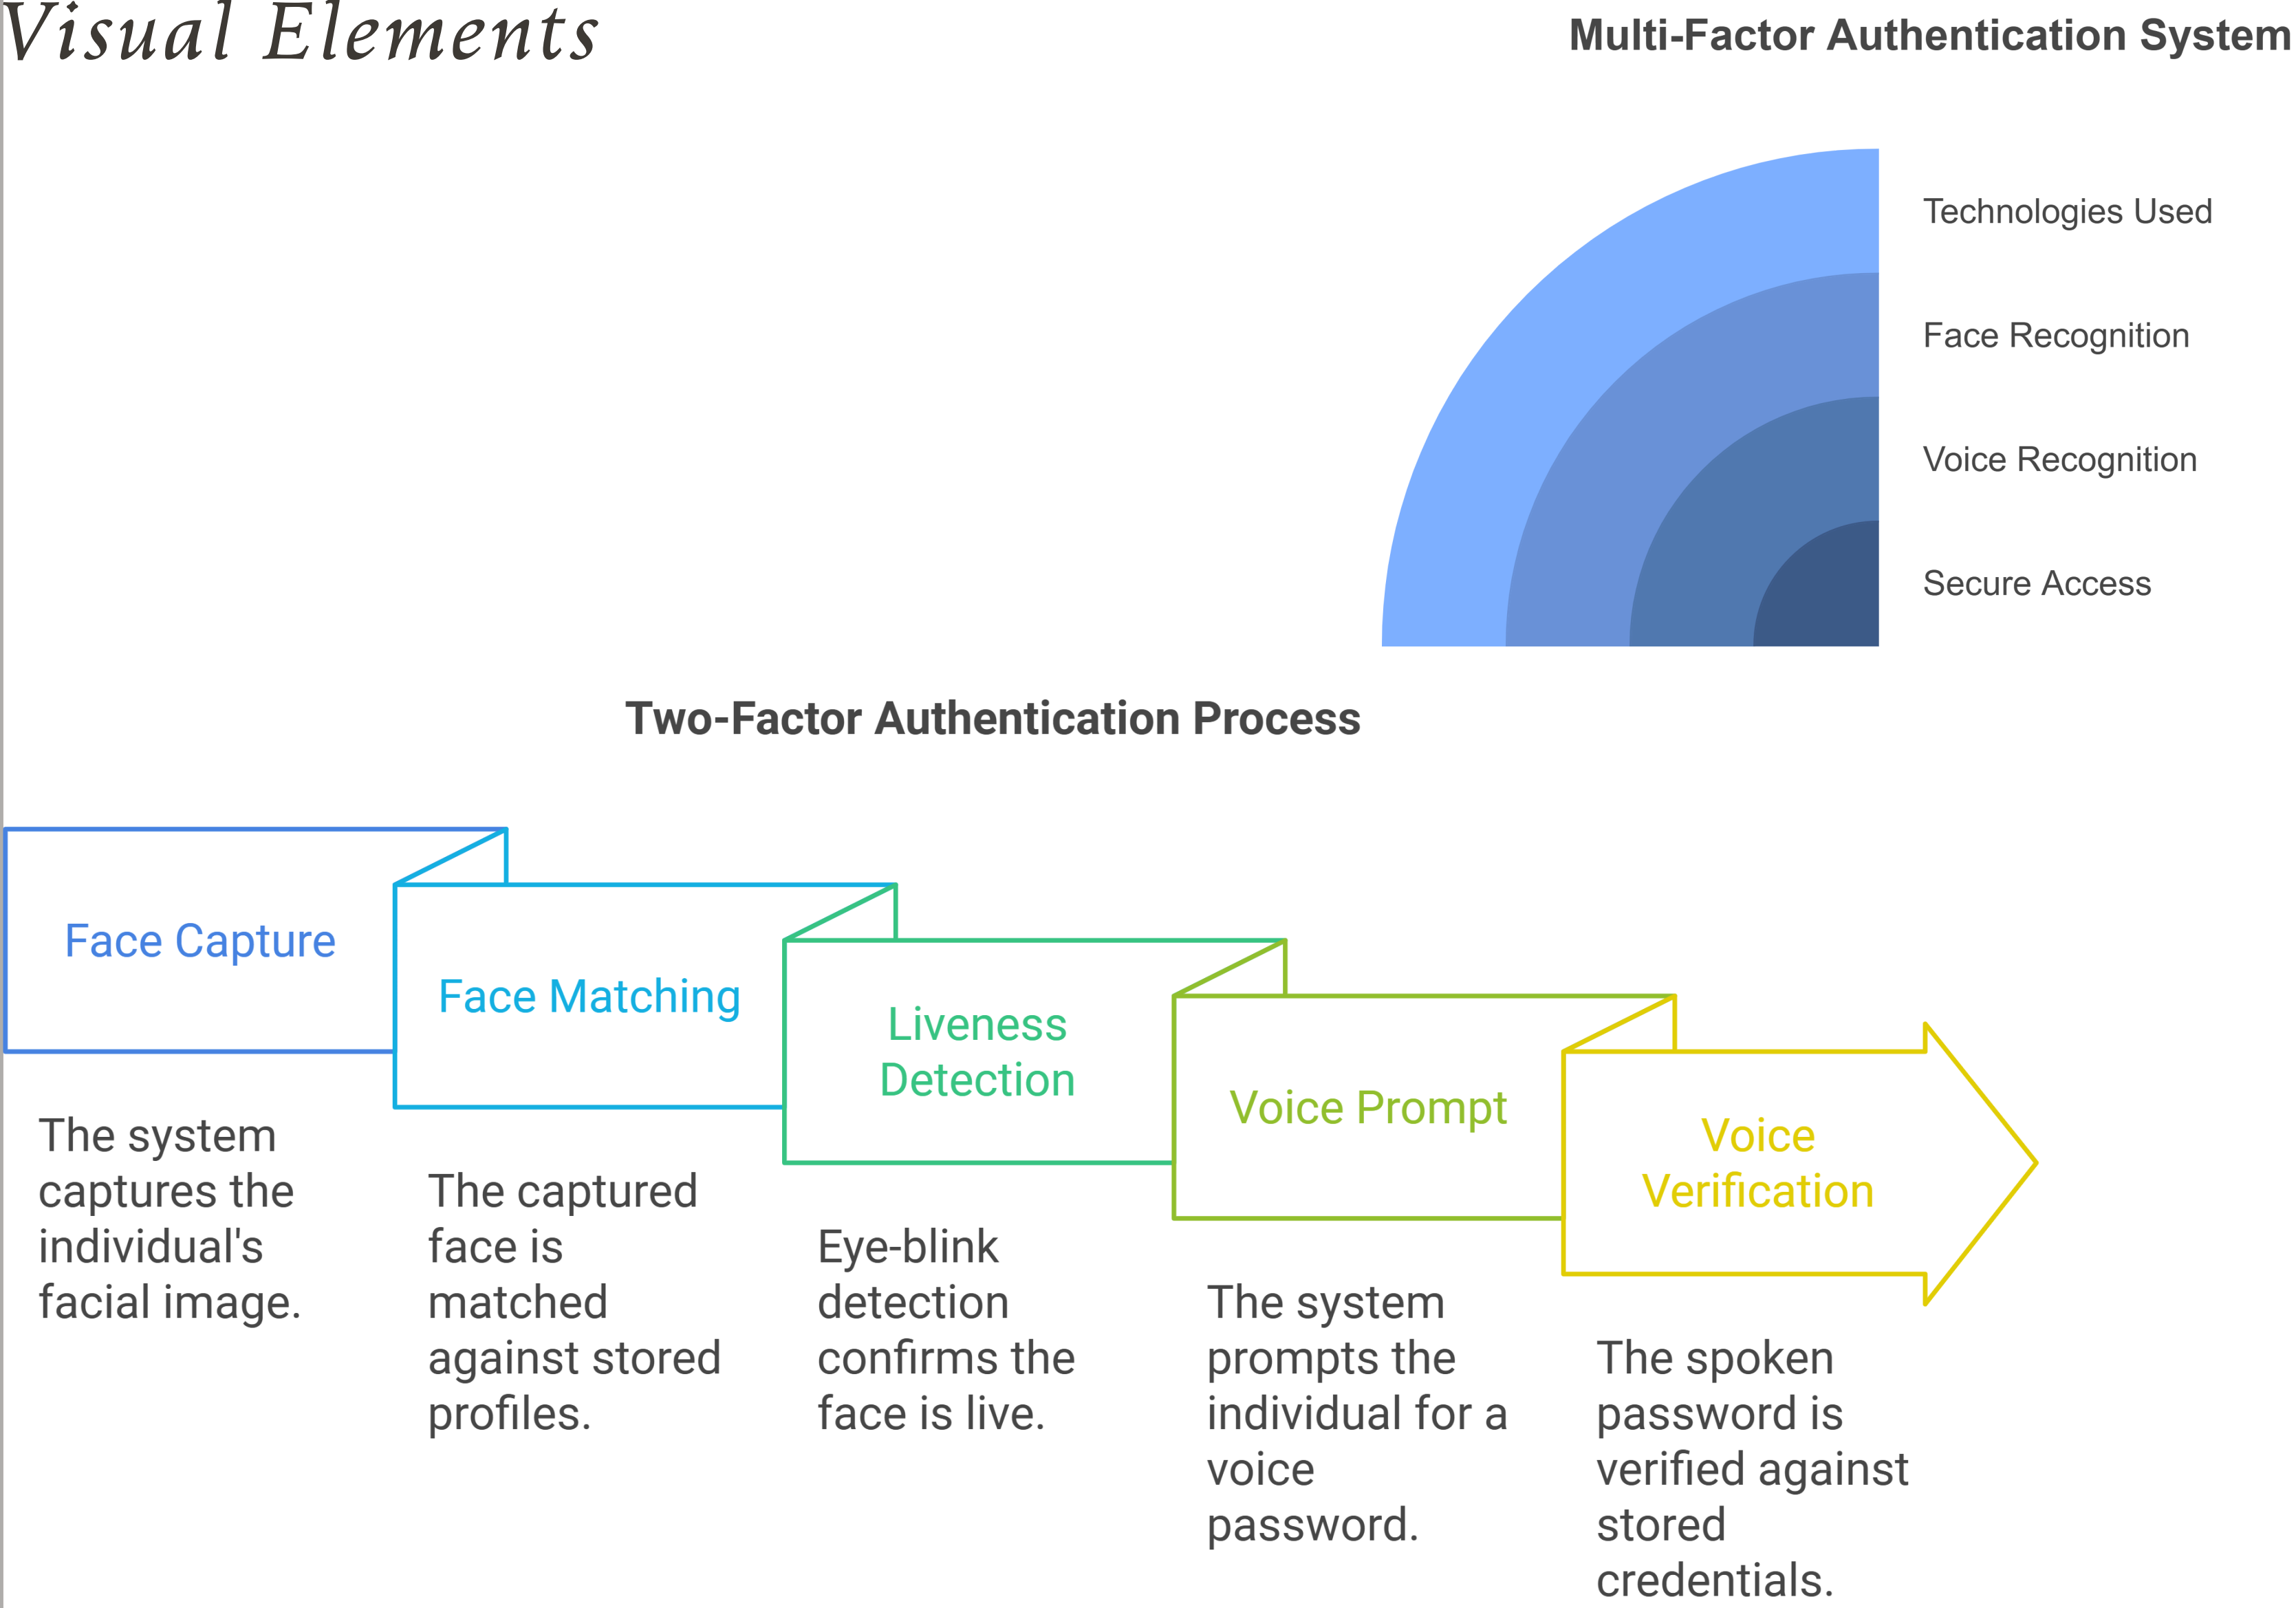 Visual Elements
Multi-Factor Authentication System
Technologies Used
Face Recognition
Voice Recognition
Secure Access
Two-Factor Authentication Process
Face Capture
The system
captures the
individual's
facial image.
Face Matching
The captured
face is
matched
against stored
profiles.
Liveness
Detection
Eye-blink
detection
confirms the
face is live.
Voice Prompt
The system
prompts the
individual for a
voice
password.
Voice
Verification
The spoken
password is
verified against
stored
credentials.